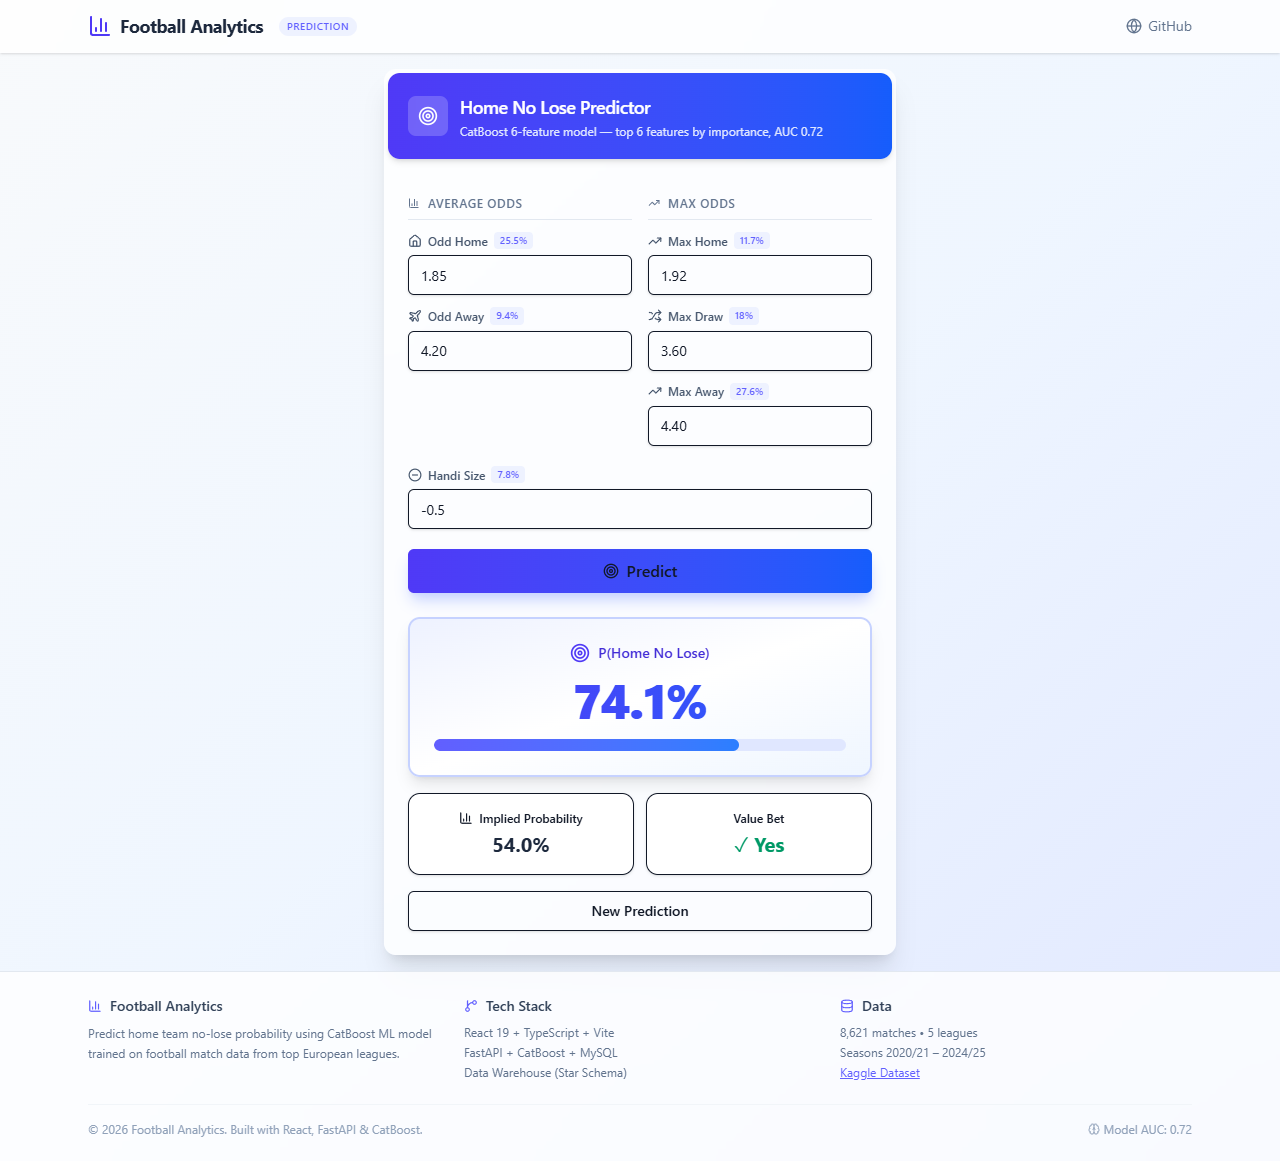 Football Analytics PREDICTION GitHub
Home No Lose Predictor
CatBoost 6-feature model — top 6 features by importance, AUC 0.72
AVERAGE ODDS
Odd Home 25.5%
1.85
Odd Away 9.4%
4.20
MAX ODDS
Max Home 11.7%
1.92
Max Draw 18%
3.60
Max Away 27.6%
4.40
Handi Size 7.8%
-0.5
Predict
P(Home No Lose)
74.1%
Implied Probability
54.0%
Value Bet
✓ Yes
New Prediction
Football Analytics
Predict home team no-lose probability using CatBoost ML model
trained on football match data from top European leagues.
Tech Stack
React 19 + TypeScript + Vite
FastAPI + CatBoost + MySQL
Data Warehouse (Star Schema)
Data
8,621 matches • 5 leagues
Seasons 2020/21 – 2024/25
Kaggle Dataset
© 2026 Football Analytics. Built with React, FastAPI & CatBoost.
Model AUC: 0.72